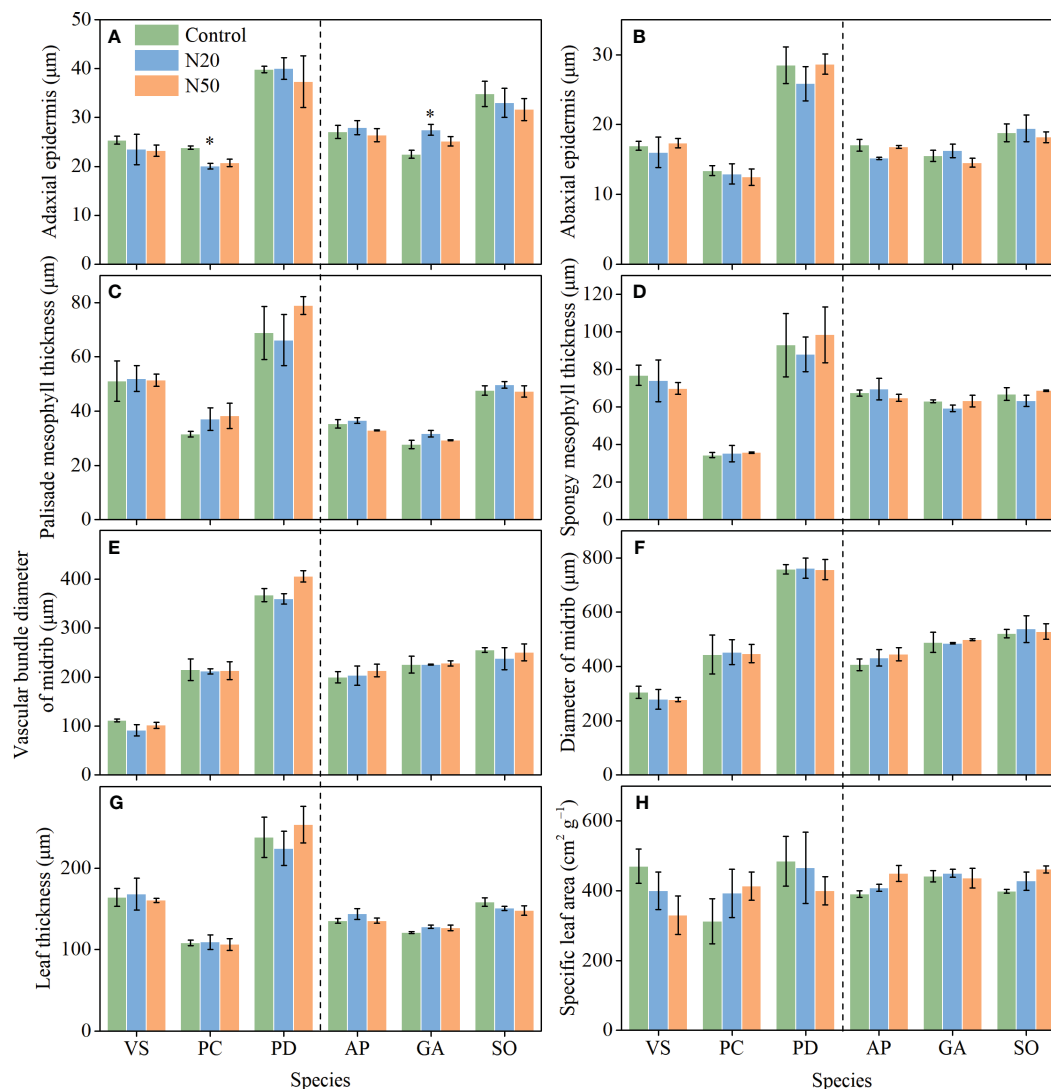 A
Control
N20
N50
*
*
50
40
30
20
10
0
Adaxial epidermis (μm)
B
30
20
10
0
Abaxial epidermis (μm)
C
80
60
40
20
0
Palisade mesophyll thickness (μm)
D
120
100
80
60
40
20
0
Spongy mesophyll thickness (μm)
E
400
300
200
100
0
Vascular bundle diameter
of midrib (μm)
F
800
600
400
200
0
Diameter of midrib (μm)
G
200
100
0
Leaf thickness (μm)
VS PC PD AP GA SO
Species
H
600
400
200
0
Specific leaf area (cm² g⁻¹)
VS PC PD AP GA SO
Species